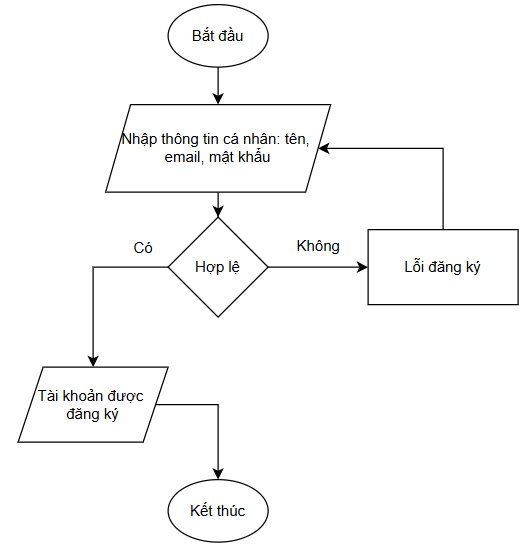 Bắt đầu
Nhập thông tin cá nhân: tên,
email, mật khẩu
Có
Không
Hợp lệ
Lỗi đăng ký
Tài khoản được
đăng ký
Kết thúc